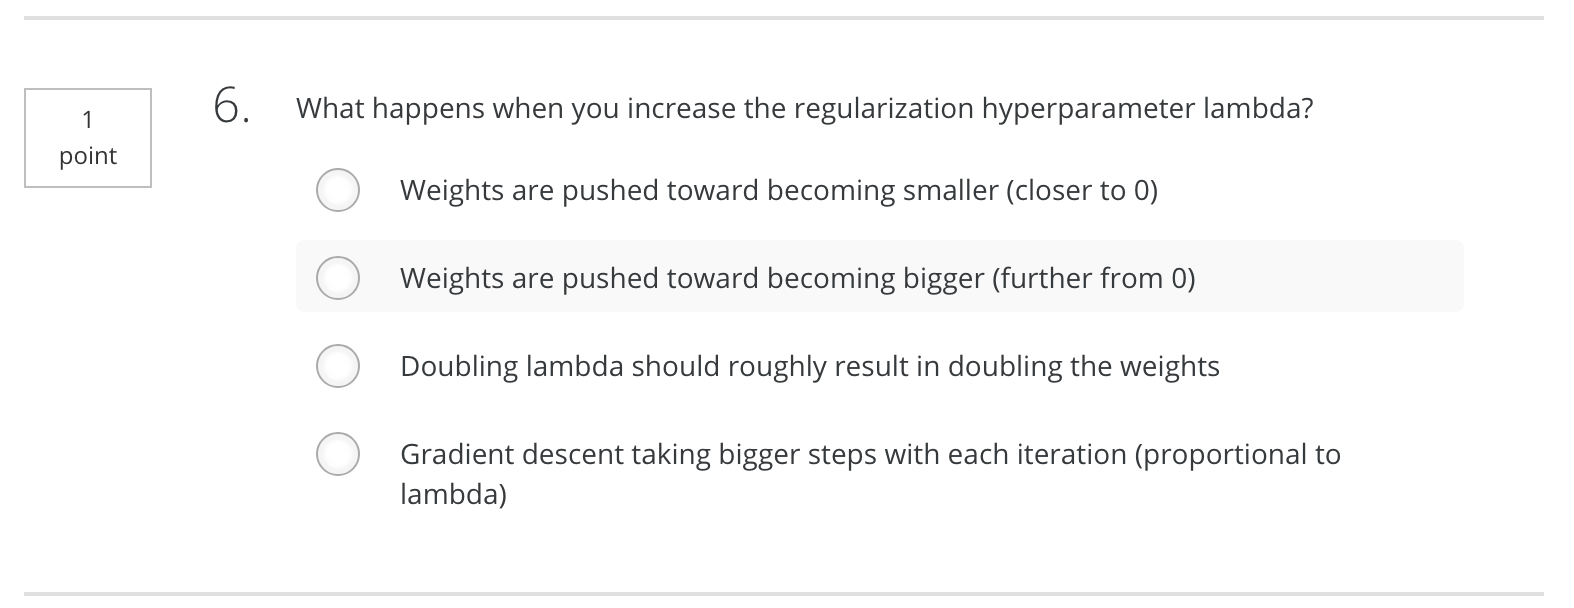 1
point
6.
What happens when you increase the regularization hyperparameter lambda?
Weights are pushed toward becoming smaller (closer to 0)
Weights are pushed toward becoming bigger (further from 0)
Doubling lambda should roughly result in doubling the weights
Gradient descent taking bigger steps with each iteration (proportional to
lambda)